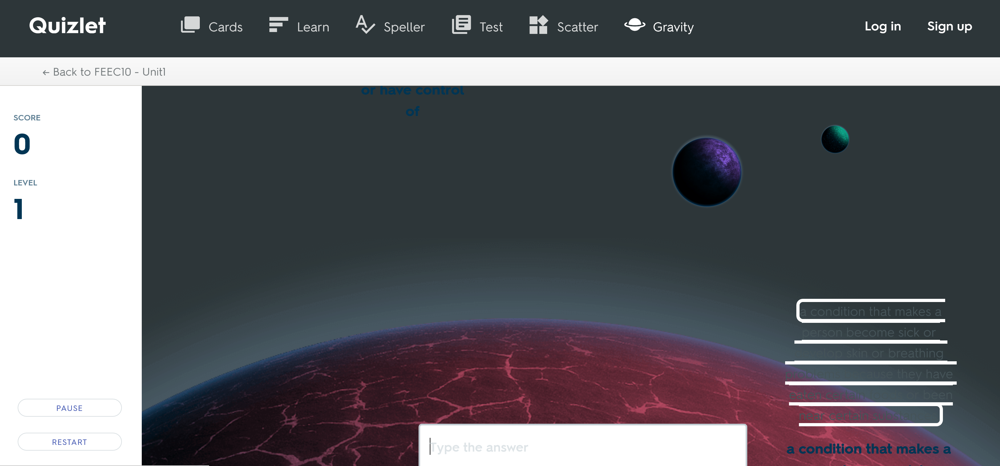 Quizlet
Cards
Learn
Speller
Test
Scatter
Gravity
Log in
Sign up
← Back to FEEC10 - Unit1
or have control
of
SCORE
0
LEVEL
1
a condition that makes a
person become sick or
develop skin or breathing
problems because they have
eaten certain or been
near certain
PAUSE
Type the answer
RESTART
a condition that makes a